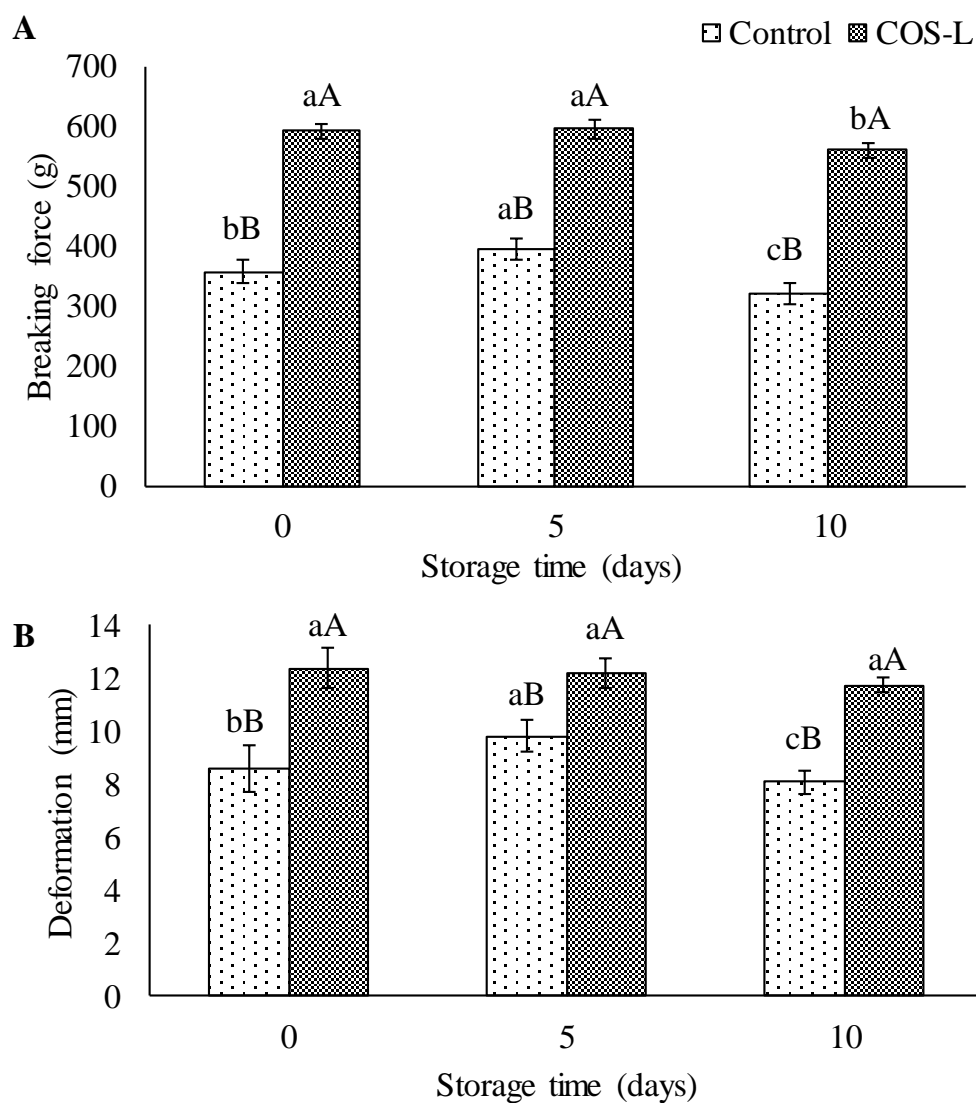 A
Control COS-L
700
600
500
400
300
200
100
0
Breaking force (g)
bB
aA
aB
aA
cB
bA
0 5 10
Storage time (days)
B
14
12
10
8
6
4
2
0
Deformation (mm)
bB
aA
aB
aA
cB
aA
0 5 10
Storage time (days)